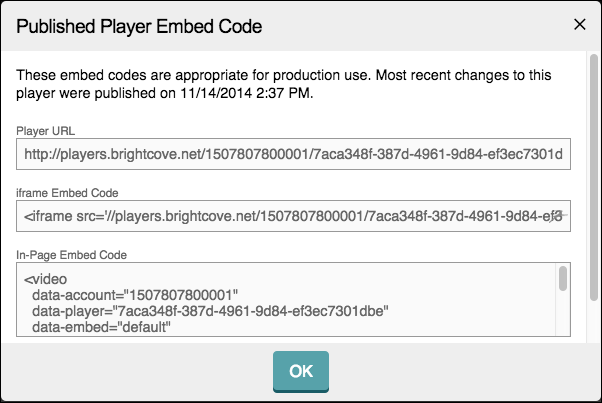 Published Player Embed Code
These embed codes are appropriate for production use. Most recent changes to this
player were published on 11/14/2014 2:37 PM.
Player URL
http://players.brightcove.net/1507807800001/7aca348f-387d-4961-9d84-ef3ec7301d
iframe Embed Code
<iframe src='//players.brightcove.net/1507807800001/7aca348f-387d-4961-9d84-ef3
In-Page Embed Code
<video
data-account="1507807800001"
data-player="7aca348f-387d-4961-9d84-ef3ec7301dbe"
data-embed="default"
OK